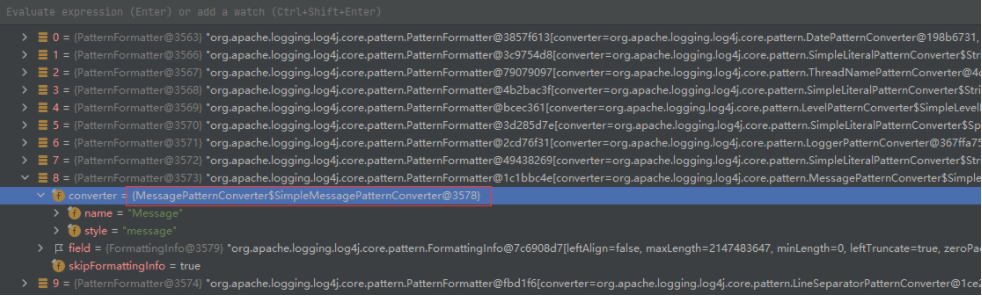 Evaluate expression (Enter) or add a watch (Ctrl+Shift+Enter)
0 = {PatternFormatter@3563} "org.apache.logging.log4j.core.pattern.PatternFormatter@3857f613[converter=org.apache.logging.log4j.core.pattern.DatePatternConverter@198b6731,
1 = {PatternFormatter@3566} "org.apache.logging.log4j.core.pattern.PatternFormatter@3c9754d8[converter=org.apache.logging.log4j.core.pattern.SimpleLiteralPatternConverter$Str
2 = {PatternFormatter@3567} "org.apache.logging.log4j.core.pattern.PatternFormatter@79079097[converter=org.apache.logging.log4j.core.pattern.ThreadNamePatternConverter@4c
3 = {PatternFormatter@3568} "org.apache.logging.log4j.core.pattern.PatternFormatter@4b2bac3f[converter=org.apache.logging.log4j.core.pattern.SimpleLiteralPatternConverter$Stri
4 = {PatternFormatter@3569} "org.apache.logging.log4j.core.pattern.PatternFormatter@bcec361[converter=org.apache.logging.log4j.core.pattern.LevelPatternConverter$SimpleLevel
5 = {PatternFormatter@3570} "org.apache.logging.log4j.core.pattern.PatternFormatter@3d285d7e[converter=org.apache.logging.log4j.core.pattern.SimpleLiteralPatternConverter$Sp
6 = {PatternFormatter@3571} "org.apache.logging.log4j.core.pattern.PatternFormatter@2cd76f31[converter=org.apache.logging.log4j.core.pattern.LoggerPatternConverter@367ffa75
7 = {PatternFormatter@3572} "org.apache.logging.log4j.core.pattern.PatternFormatter@49438269[converter=org.apache.logging.log4j.core.pattern.SimpleLiteralPatternConverter$Stri
8 = {PatternFormatter@3573} "org.apache.logging.log4j.core.pattern.PatternFormatter@1c1bbc4e[converter=org.apache.logging.log4j.core.pattern.MessagePatternConverter$Simple
converter = {MessagePatternConverter$SimpleMessagePatternConverter@3578}
name = "Message"
style = "message"
field = {FormattingInfo@3579} "org.apache.logging.log4j.core.pattern.FormattingInfo@7c6908d7[leftAlign=false, maxLength=2147483647, minLength=0, leftTruncate=true, zeroPa
skipFormattingInfo = true
9 = {PatternFormatter@3574} "org.apache.logging.log4j.core.pattern.PatternFormatter@fbd1f6[converter=org.apache.logging.log4j.core.pattern.LineSeparatorPatternConverter@1ce2